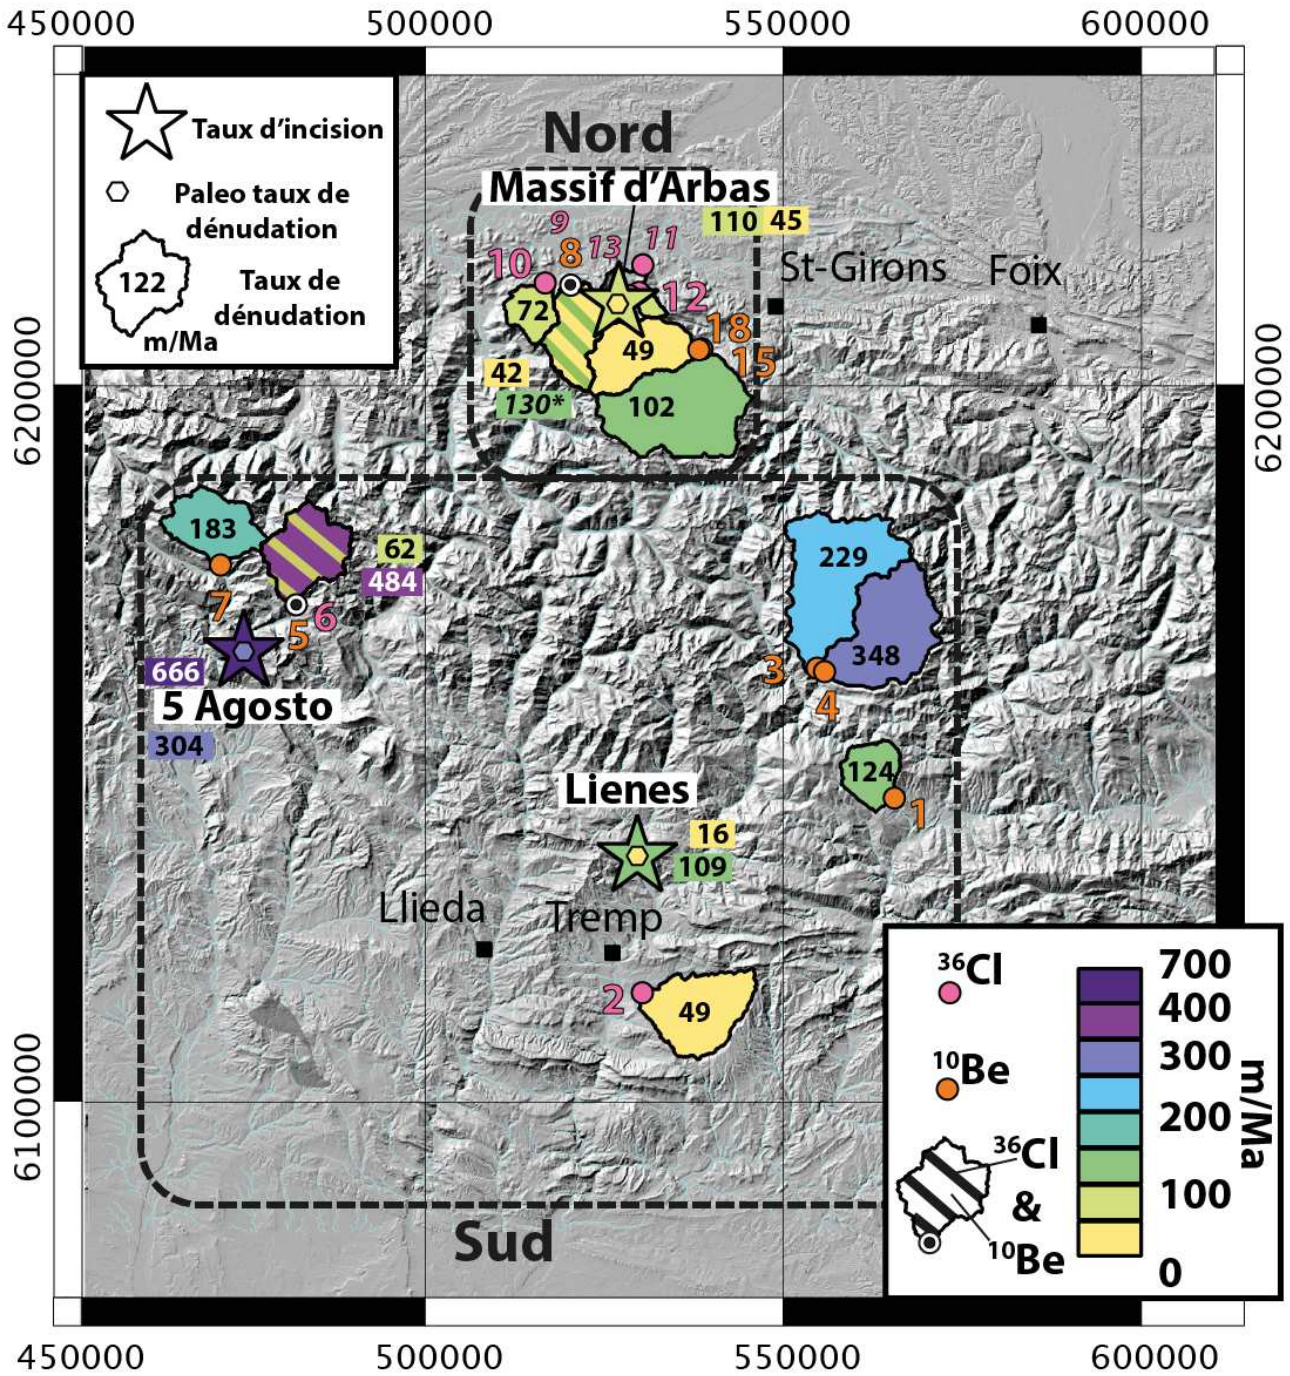 450000 500000 550000 600000
Taux d’incision
Paleo taux de
dénudation
122
Taux de
dénudation
m/Ma
Nord
Massif d’Arbas
110 45
9
8
13
11
10
12
St-Girons
Foix
72
49
18
15
42
130*
102
6200000
6200000
183
62
484
7
5
6
666
5 Agosto
304
229
348
3
4
124
1
Lienes
16
109
Llieda
Tremp
2
49
6100000
Sud
36Cl
10Be
36Cl
&
10Be
700
400
300
200
100
0
m/Ma
450000 500000 550000 600000